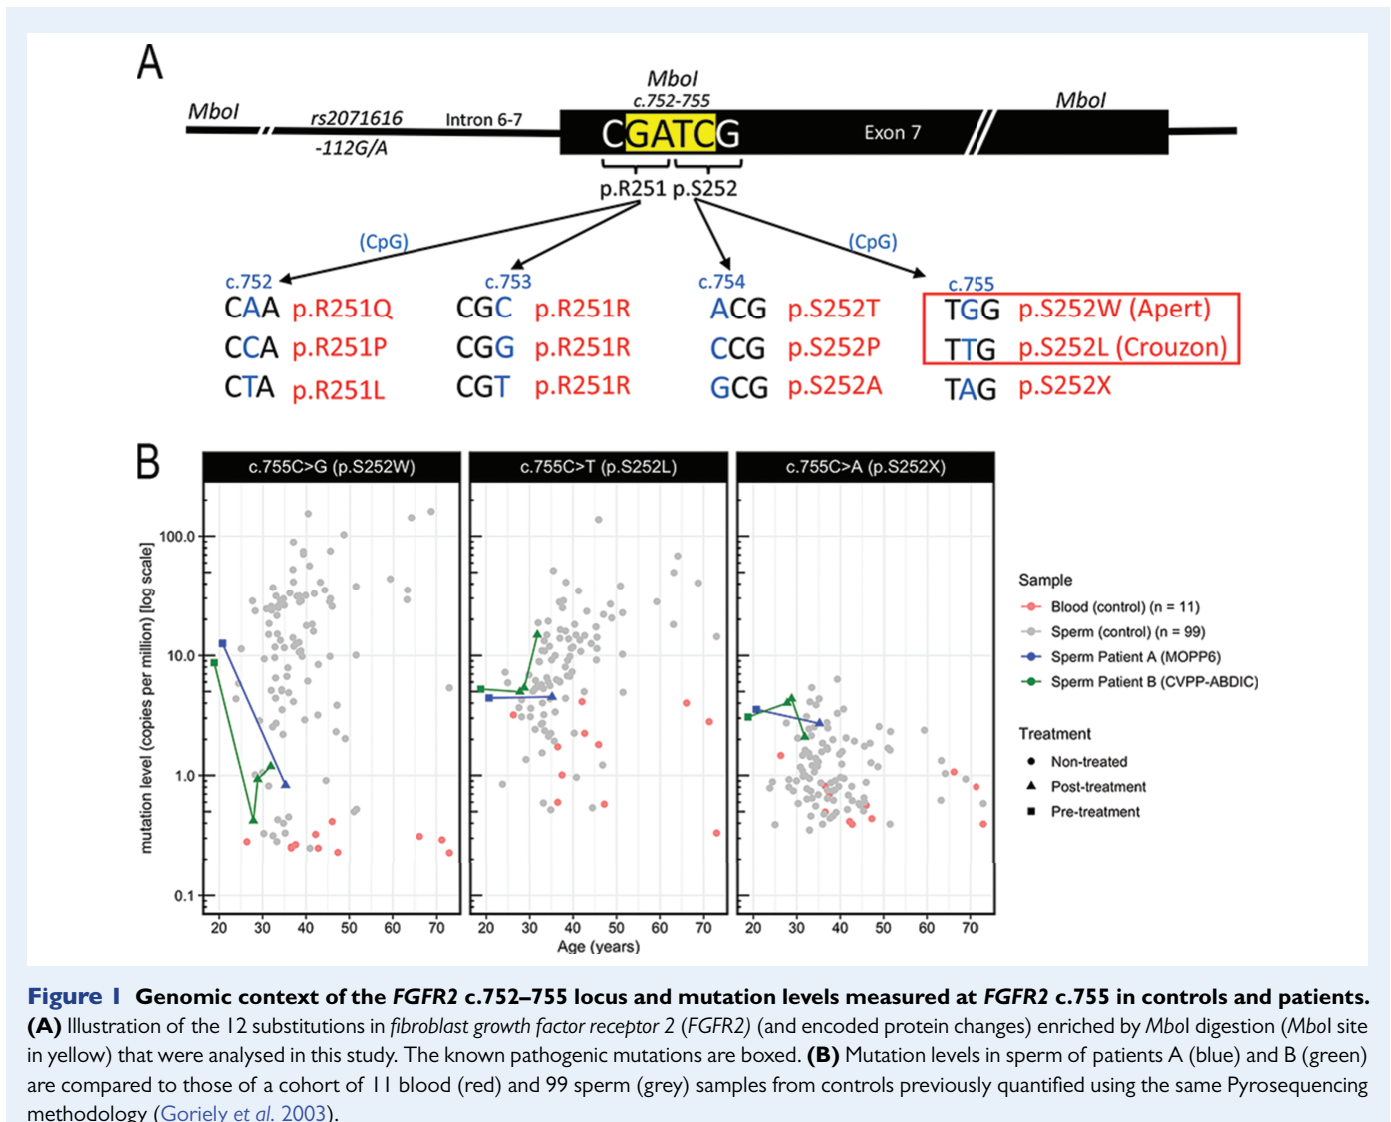 A
MboI
c.752-755
MboI
rs2071616
-112G/A
Intron 6-7
CGATCG
Exon 7
MboI
p.R251 p.S252
(CpG)
(CpG)
c.752
c.753
c.754
c.755
CAA p.R251Q CGC p.R251R ACG p.S252T TGG p.S252W (Apert)
CCA p.R251P CGG p.R251R CCG p.S252P TTG p.S252L (Crouzon)
CTA p.R251L CGT p.R251R GCG p.S252A TAG p.S252X
B
c.755C>G (p.S252W) c.755C>T (p.S252L) c.755C>A (p.S252X)
mutation level (copies per million) [log scale]
100.0
10.0
1.0
0.1
20 30 40 50 60 70 20 30 40 50 60 70 20 30 40 50 60 70
Age (years)
Sample
Blood (control) (n = 11)
Sperm (control) (n = 99)
Sperm Patient A (MOPP6)
Sperm Patient B (CVPP-ABDIC)
Treatment
Non-treated
Post-treatment
Pre-treatment
Figure 1 Genomic context of the FGFR2 c.752–755 locus and mutation levels measured at FGFR2 c.755 in controls and patients.
(A) Illustration of the 12 substitutions in fibroblast growth factor receptor 2 (FGFR2) (and encoded protein changes) enriched by MboI digestion (MboI site
in yellow) that were analysed in this study. The known pathogenic mutations are boxed. (B) Mutation levels in sperm of patients A (blue) and B (green)
are compared to those of a cohort of 11 blood (red) and 99 sperm (grey) samples from controls previously quantified using the same Pyrosequencing
methodology (Goriely et al. 2003).